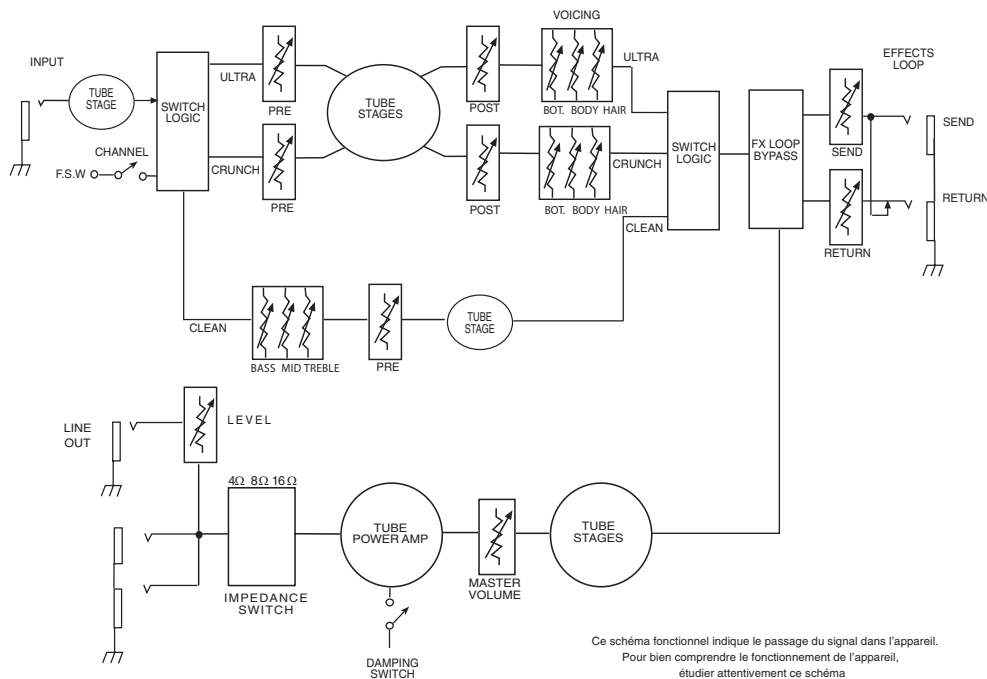 VOICING
INPUT
TUBE
STAGE
SWITCH
LOGIC
ULTRA
PRE
TUBE
STAGES
POST
BOT. BODY HAIR
ULTRA
EFFECTS
LOOP
CHANNEL
F.S.W
CRUNCH
PRE
POST
BOT. BODY HAIR
CRUNCH
SWITCH
LOGIC
FX LOOP
BYPASS
SEND
SEND
RETURN
RETURN
CLEAN
CLEAN
BASS MID TREBLE
PRE
TUBE
STAGE
LINE
OUT
LEVEL
4Ω 8Ω 16Ω
IMPEDANCE
SWITCH
TUBE
POWER AMP
MASTER
VOLUME
TUBE
STAGES
DAMPING
SWITCH
Ce schéma fonctionnel indique le passage du signal dans l'appareil.
Pour bien comprendre le fonctionnement de l'appareil,
étudier attentivement ce schéma